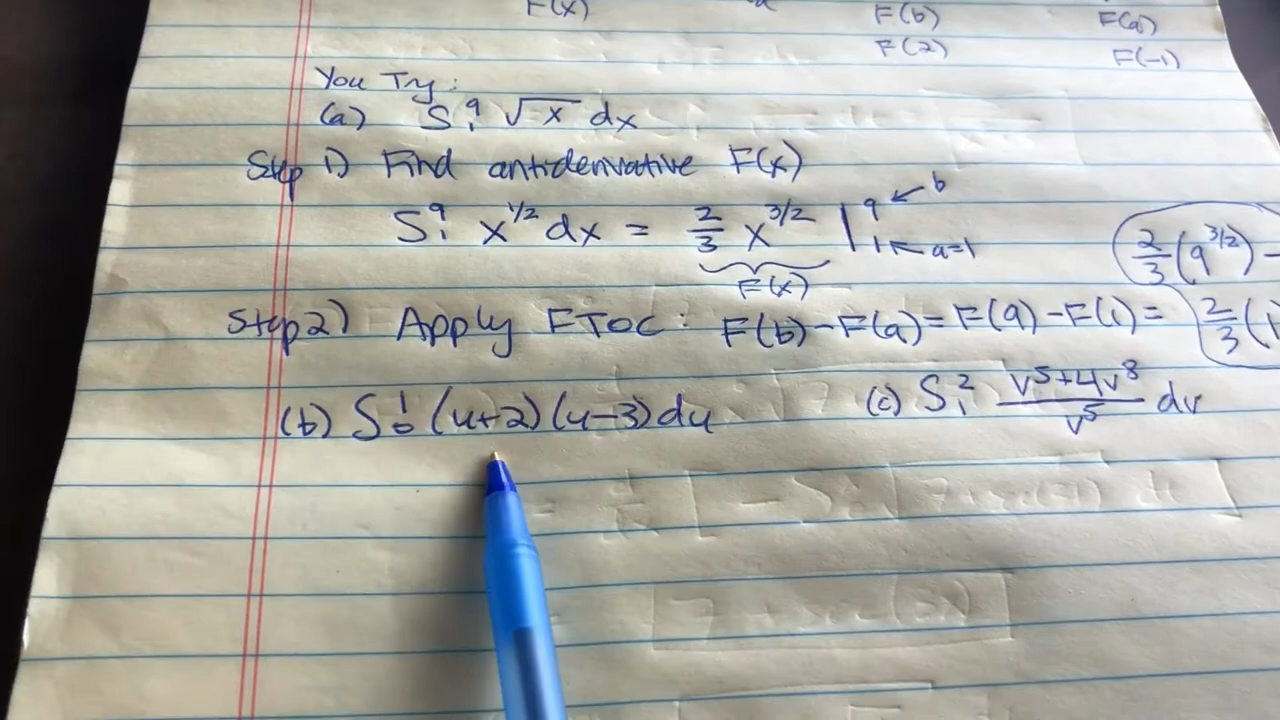 F(x) F(b) F(a)
F(2) F(-1)
You Try:
(a) ∫₁⁹ √x dx
Step 1) Find antiderivative F(x)
∫₁⁹ x^1/2 dx = 2/3 x^3/2 |₁⁹ ← b
← a=1
F(x)
2/3 (9^3/2) -
Step 2) Apply FTOC: F(b)-F(a)=F(9)-F(1)= 2/3 (1
(b) ∫₀¹ (u+2)(u-3)du (c) ∫₁² v⁵+4v⁸/v⁵ dv